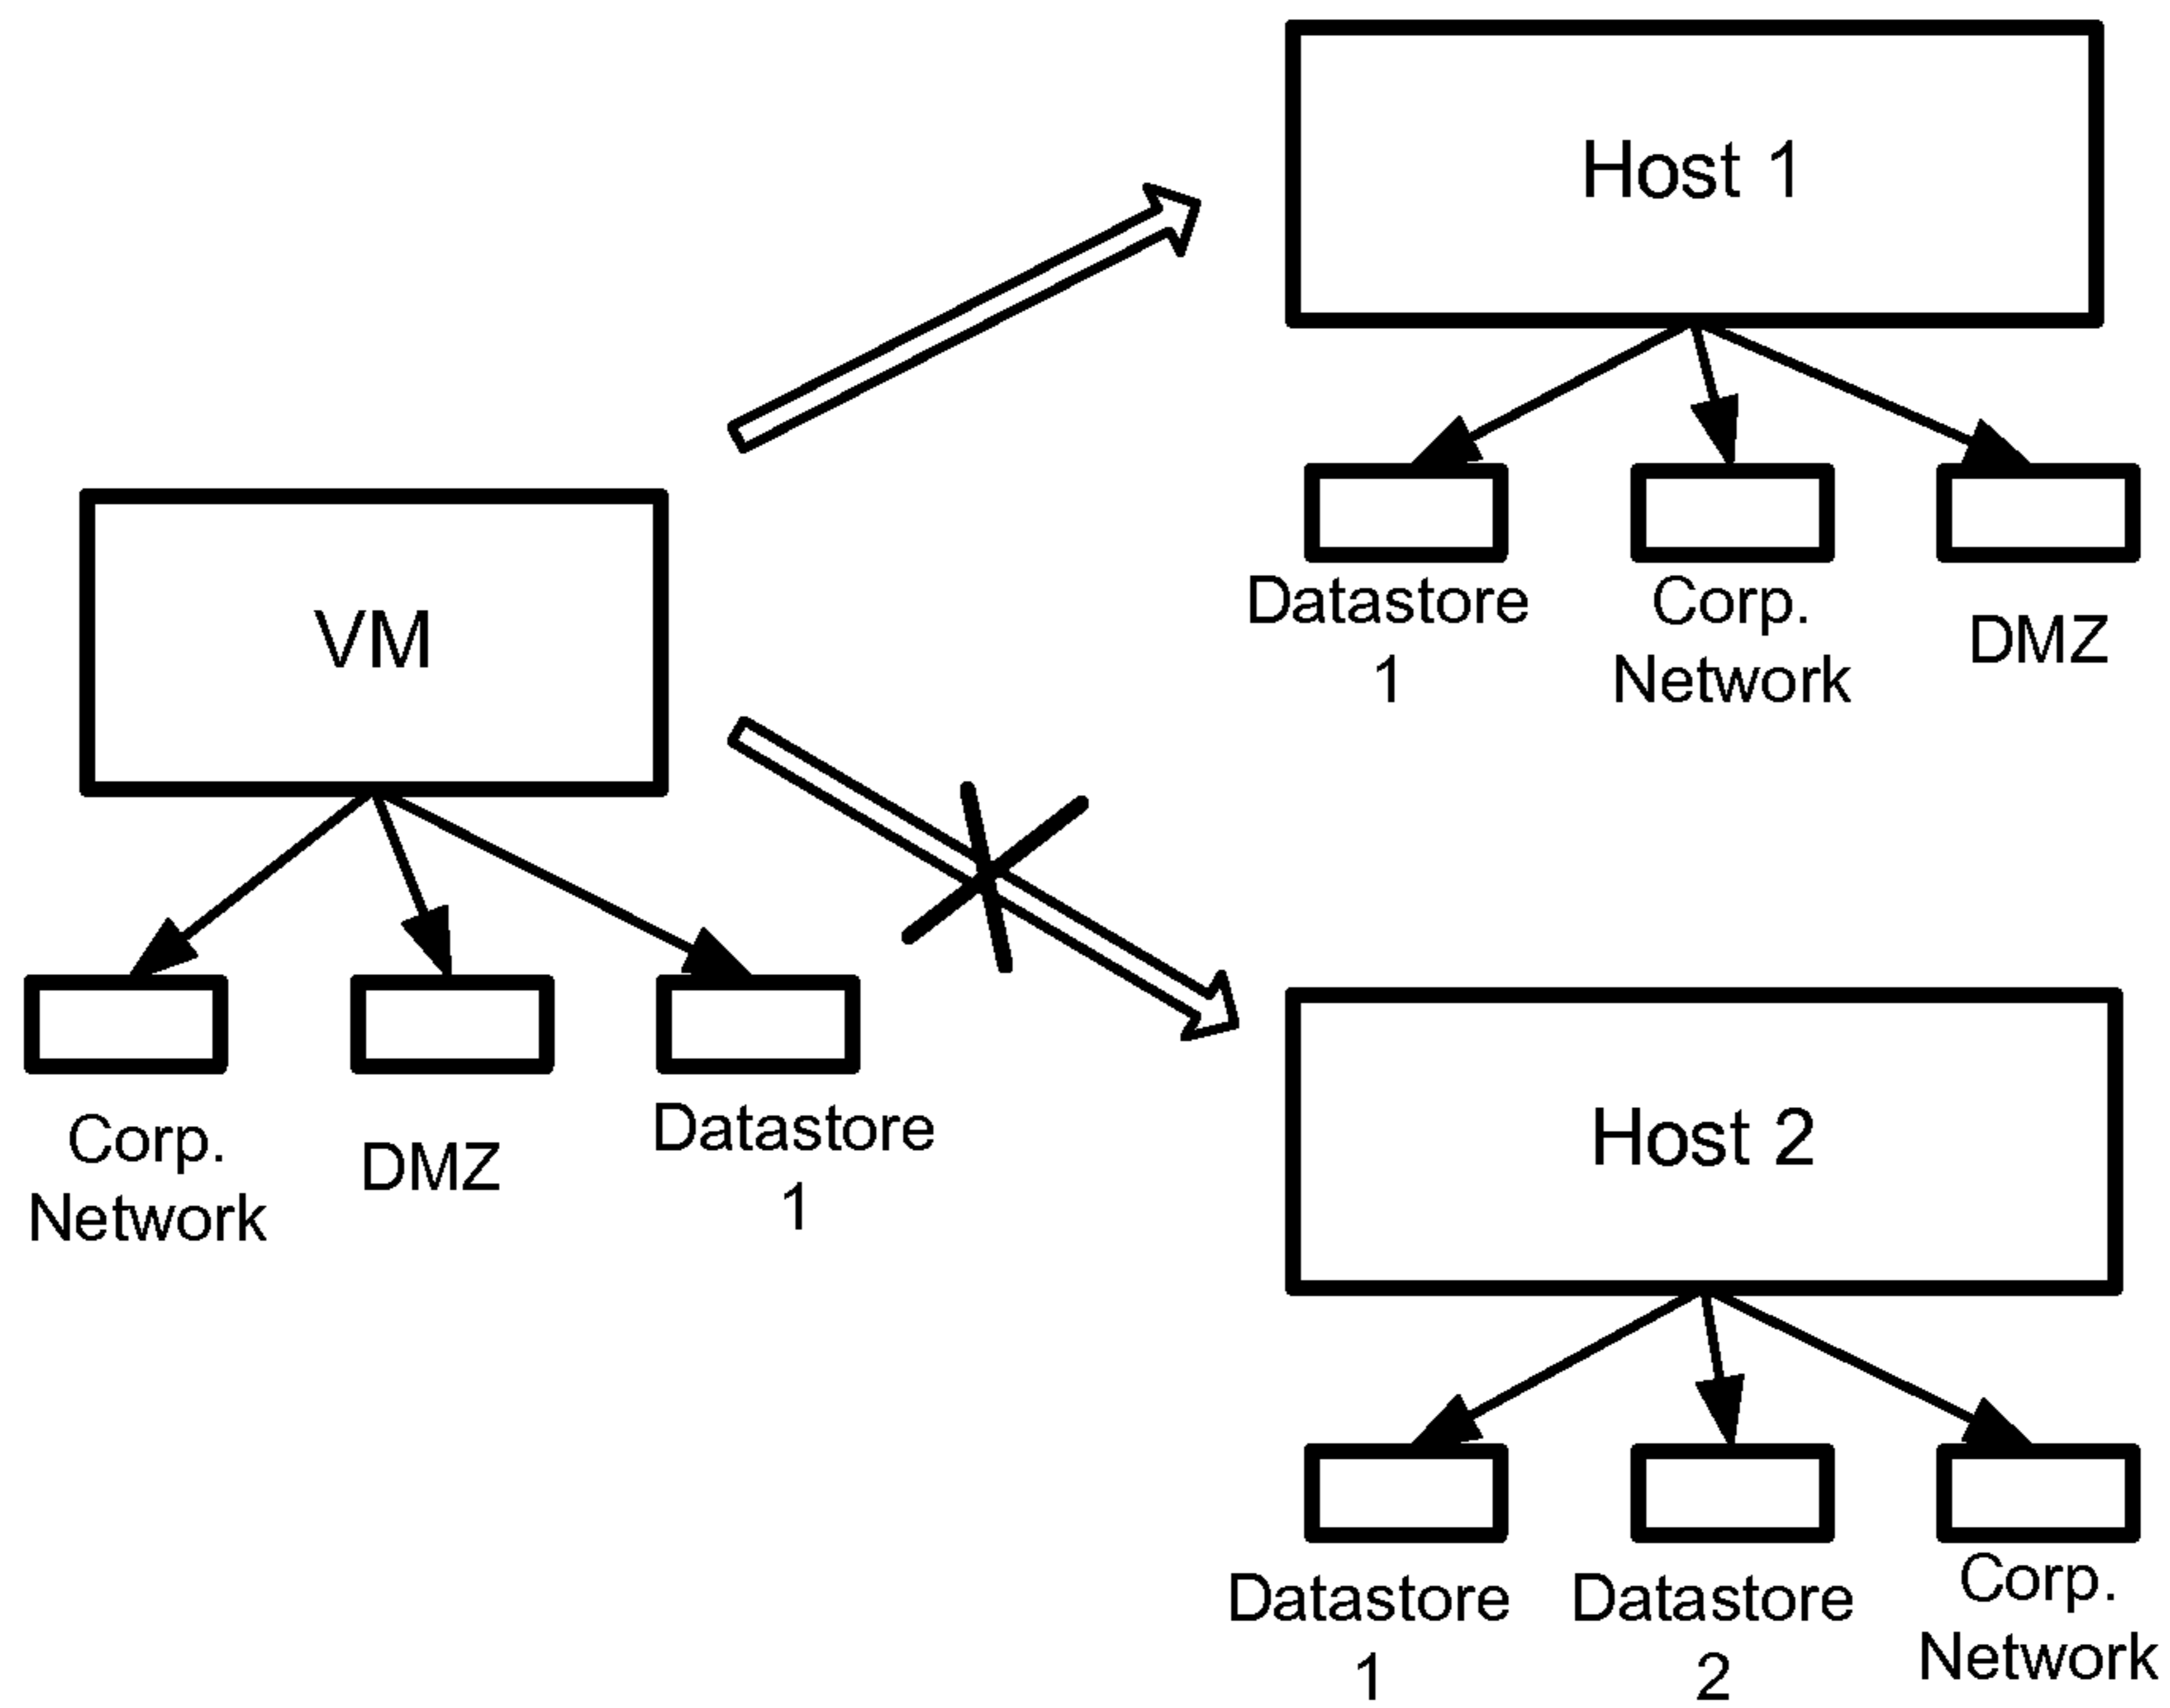 Host 1
Datastore
1
Corp.
Network
DMZ
VM
Corp.
Network
DMZ
Datastore
1
Host 2
Datastore
1
Datastore
2
Corp.
Network